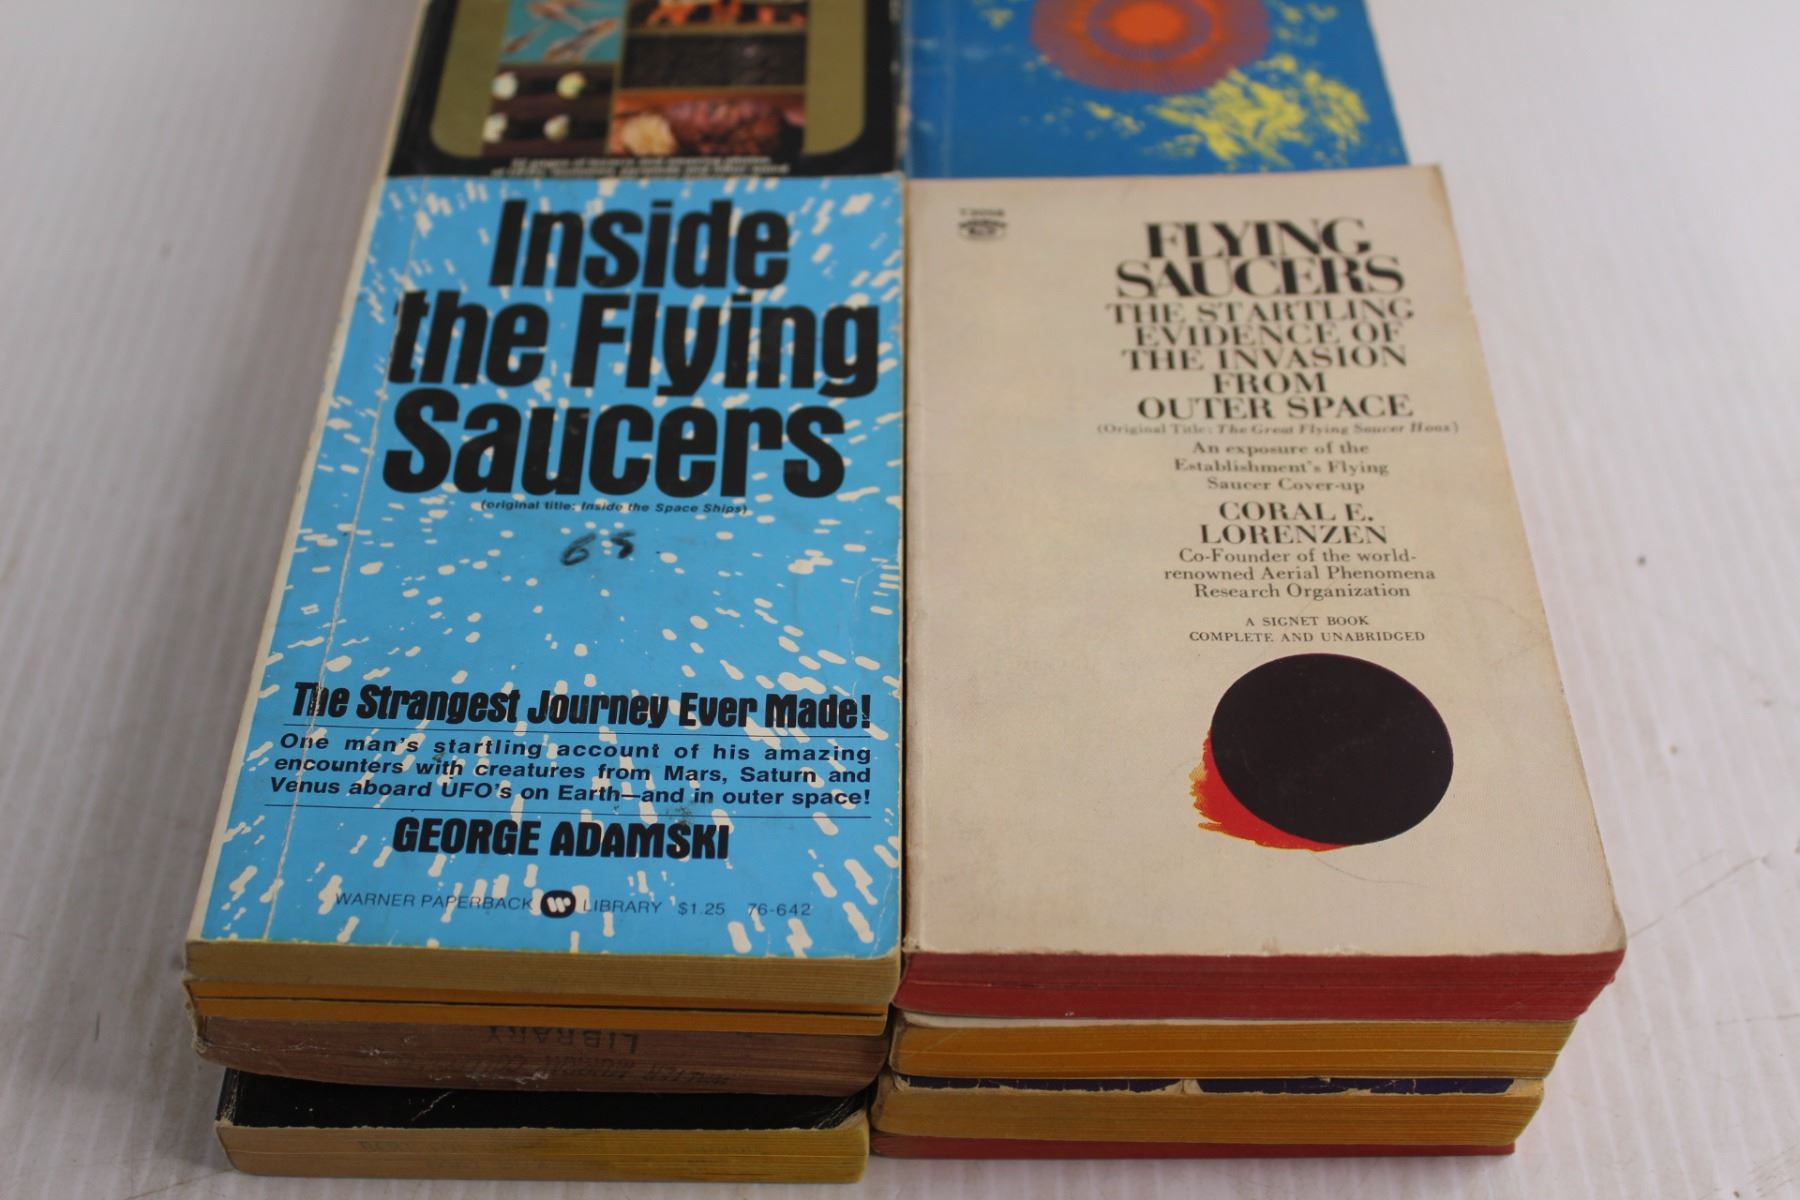 Inside
the Flying
Saucers
(original title: Inside the Space Ships)
65
The Strangest Journey Ever Made!
One man's startling account of his amazing
encounters with creatures from Mars, Saturn and
Venus aboard UFO's on Earth—and in outer space!
GEORGE ADAMSKI
WARNER PAPERBACK LIBRARY $1.25 76-642
FLYING
SAUCERS
THE STARTLING
EVIDENCE OF
THE INVASION
FROM
OUTER SPACE
(Original Title: The Great Flying Saucer Hoax)
An exposure of the
Establishment's Flying
Saucer Cover-up
CORAL E.
LORENZEN
Co-Founder of the world-
renowned Aerial Phenomena
Research Organization
A SIGNET BOOK
COMPLETE AND UNABRIDGED
LIBRARY